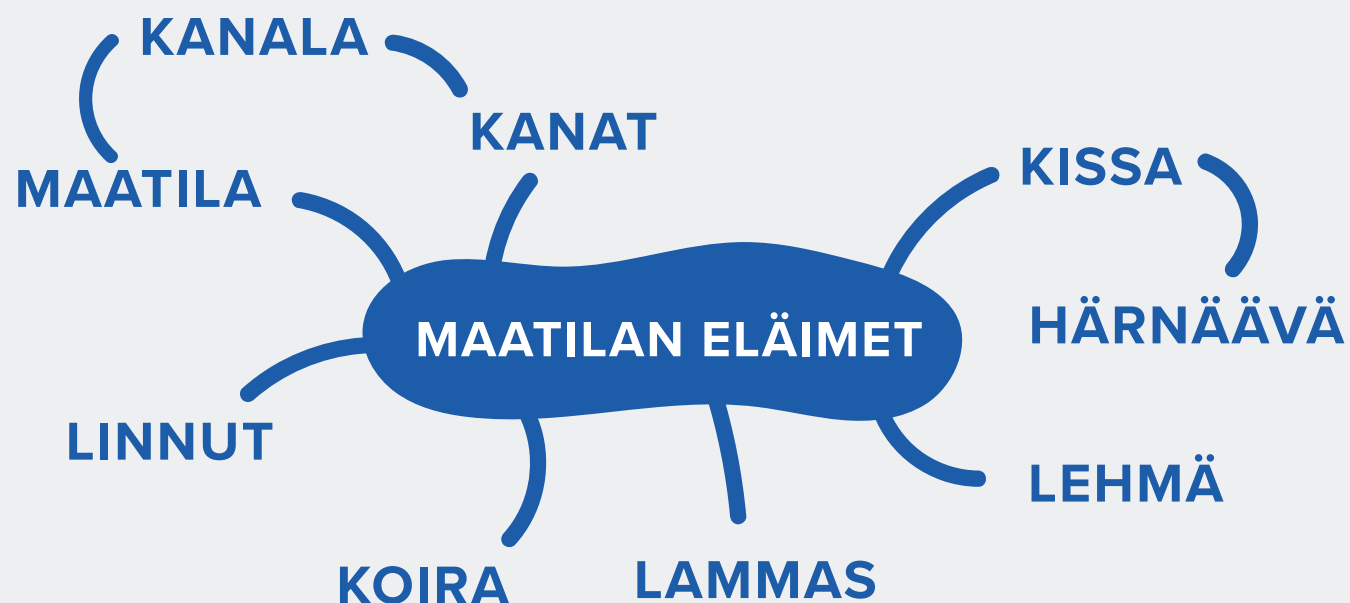 KANALA
KANAT
KISSA
MAATILA
HÄRNÄÄVÄ
MAATILAN ELÄIMET
LINNUT
LEHMÄ
KOIRA
LAMMAS